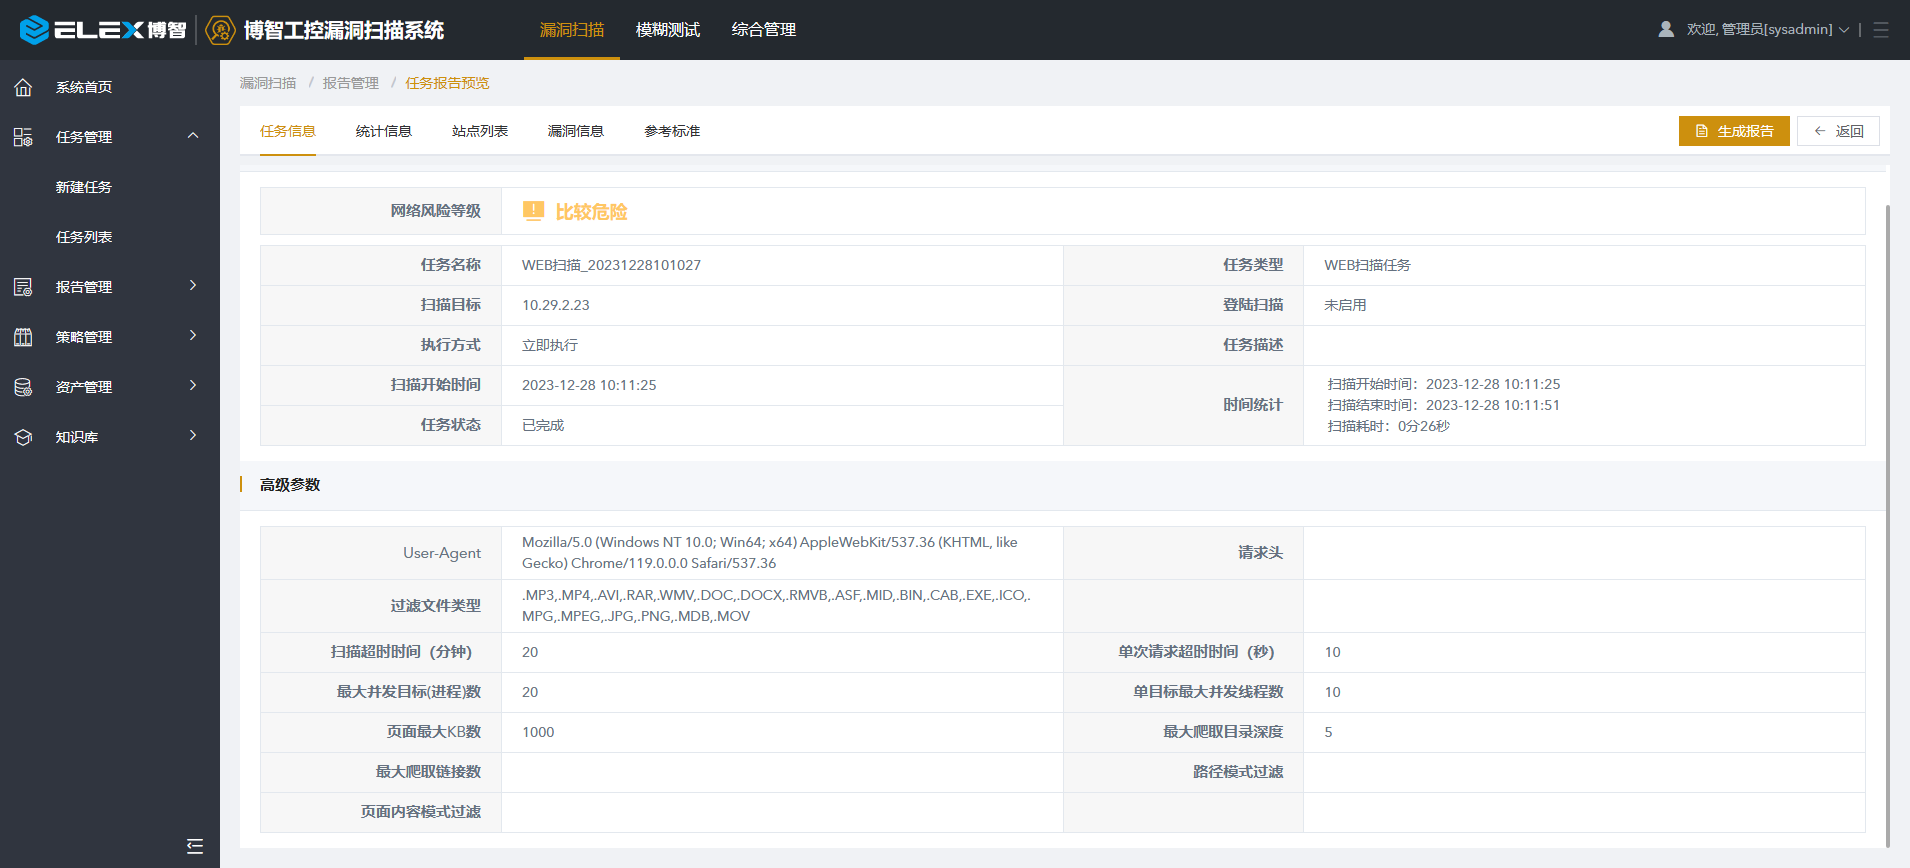 ELEX博智 博智工控漏洞扫描系统 漏洞扫描 模糊测试 综合管理 欢迎, 管理员[sysadmin]
系统首页
任务管理
新建任务
任务列表
报告管理
策略管理
资产管理
知识库
漏洞扫描 / 报告管理 / 任务报告预览
任务信息 统计信息 站点列表 漏洞信息 参考标准 生成报告 返回
网络风险等级 比较危险
任务名称 WEB扫描_20231228101027 任务类型 WEB扫描任务
扫描目标 10.29.2.23 登陆扫描 未启用
执行方式 立即执行 任务描述
扫描开始时间 2023-12-28 10:11:25
任务状态 已完成
时间统计
扫描开始时间：2023-12-28 10:11:25
扫描结束时间：2023-12-28 10:11:51
扫描耗时：0分26秒
高级参数
User-Agent
Mozilla/5.0 (Windows NT 10.0; Win64; x64) AppleWebKit/537.36 (KHTML, like
Gecko) Chrome/119.0.0.0 Safari/537.36
请求头
过滤文件类型
.MP3,.MP4,.AVI,.RAR,.WMV,.DOC,.DOCX,.RMVB,.ASF,.MID,.BIN,.CAB,.EXE,.ICO,.
MPG,.MPEG,.JPG,.PNG,.MDB,.MOV
扫描超时时间（分钟） 20 单次请求超时时间（秒） 10
最大并发目标(进程)数 20 单目标最大并发线程数 10
页面最大KB数 1000 最大爬取目录深度 5
最大爬取链接数 路径模式过滤
页面内容模式过滤